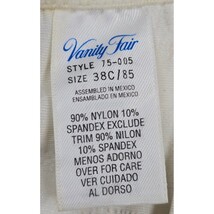 Vanity Fair
STYLE 75-005
SIZE 38C/85
ASSEMBLED IN MEXICO
ENSAMBLADO EN MEXICO
90% NYLON 10%
SPANDEX EXCLUDE
TRIM 90% NILON
10% SPANDEX
MENOS ADORNO
OVER FOR CARE
VER CUIDADO
AL DORSO